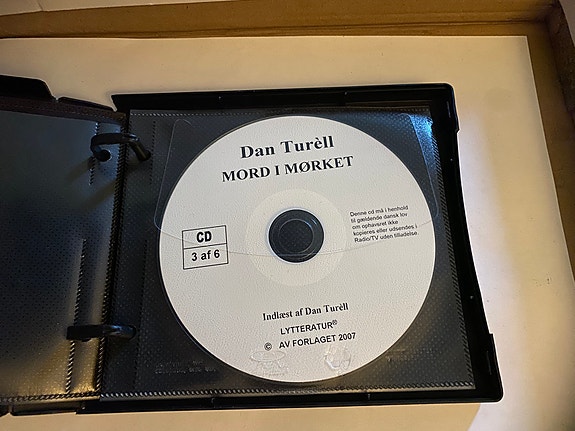 Dan Turèll
MORD I MØRKET
Denne cd må i henhold
til gældende dansk lov
om ophavsret ikke
kopieres eller udsendes i
Radio/TV uden tilladelse.
CD
3 af 6
Indlæst af Dan Turèll
LYTTERATUR®
© AV FORLAGET 2007